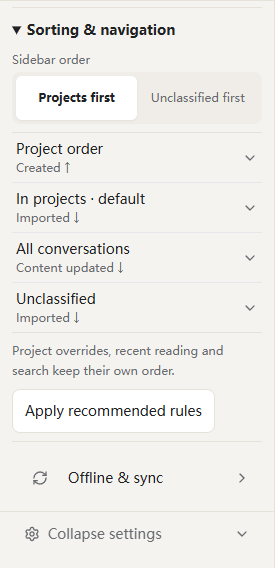 Sorting & navigation
Sidebar order
Projects first
Unclassified first
Project order
Created ↑
In projects · default
Imported ↓
All conversations
Content updated ↓
Unclassified
Imported ↓
Project overrides, recent reading and
search keep their own order.
Apply recommended rules
Offline & sync
Collapse settings